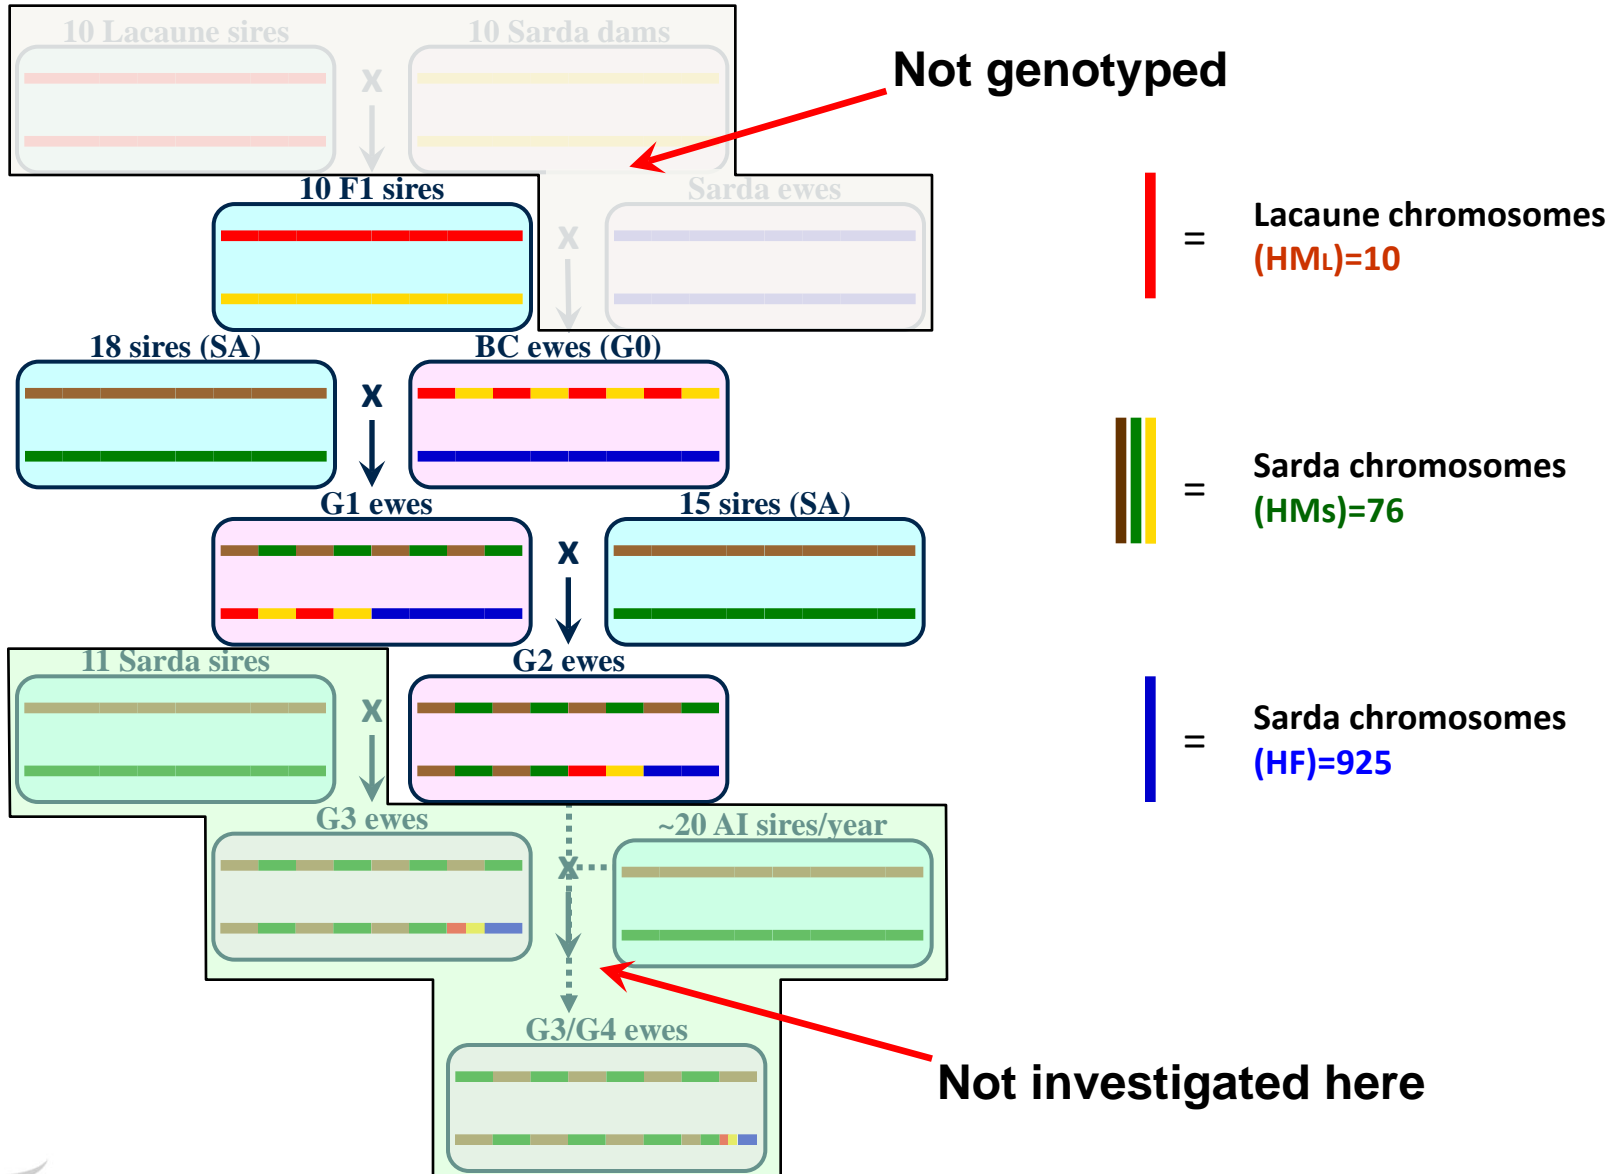 10 Lacaune sires
10 Sarda dams
x
Not genotyped
10 F1 sires
Sarda ewes
x
Lacaune chromosomes
=
(HML)=10
18 sires (SA)
BC ewes (G0)
x
Sarda chromosomes
=
(HMs)=76
G1 ewes
15 sires (SA)
x
11 Sarda sires
G2 ewes
x
Sarda chromosomes
=
(HF)=925
G3 ewes
~20 AI sires/year
x
G3/G4 ewes
Not investigated here